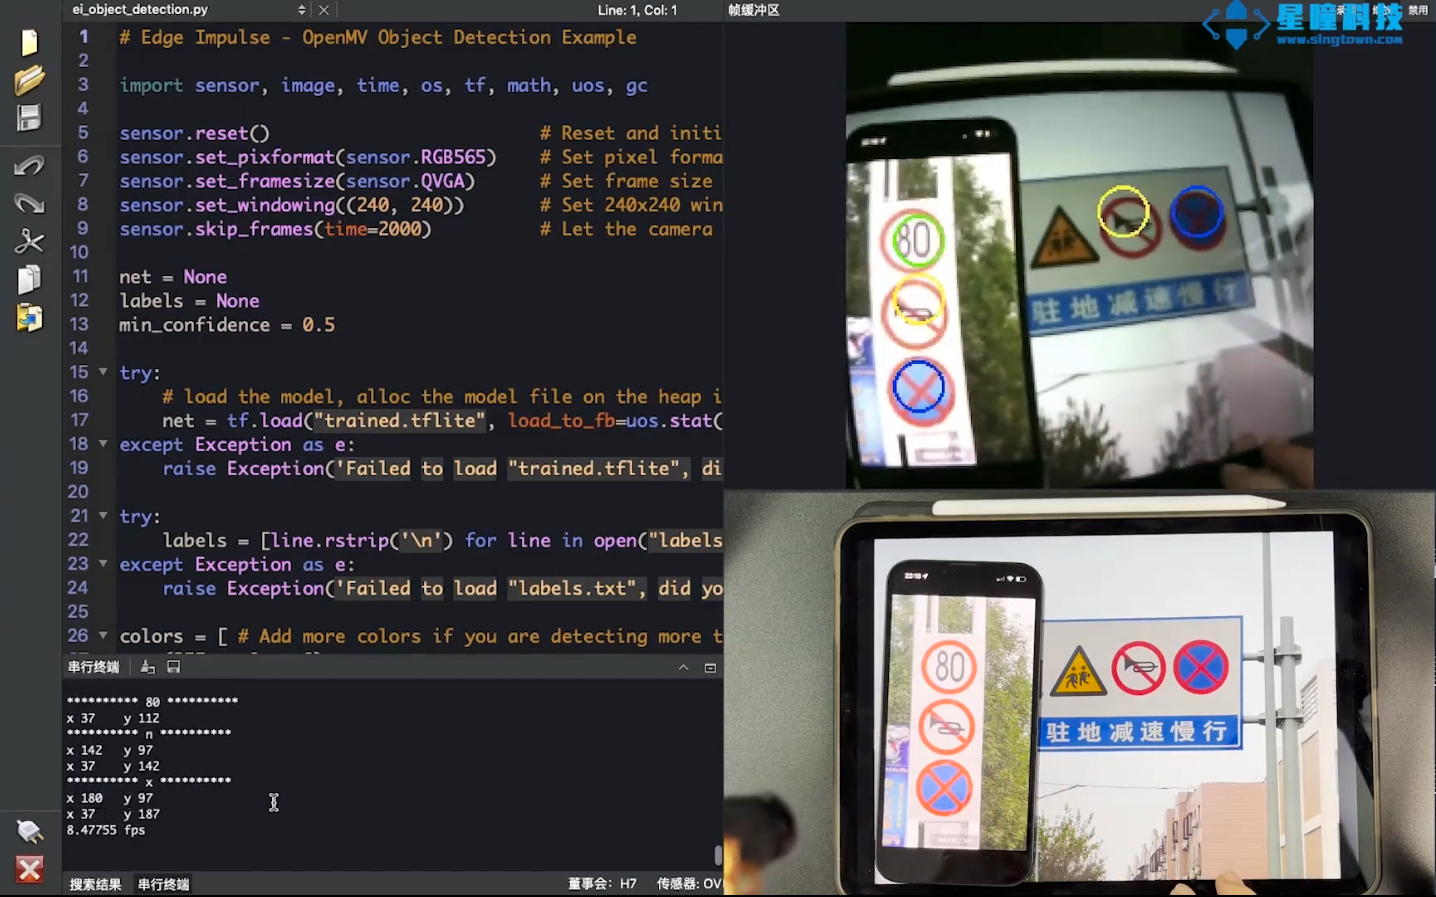 ei_object_detection.py
Line: 1, Col: 1
帧缓冲区
禁用
星瞳科技
www.singtown.com
1 # Edge Impulse - OpenMV Object Detection Example
2
3 import sensor, image, time, os, tf, math, uos, gc
4
5 sensor.reset() # Reset and initi
6 sensor.set_pixformat(sensor.RGB565) # Set pixel forma
7 sensor.set_framesize(sensor.QVGA) # Set frame size
8 sensor.set_windowing((240, 240)) # Set 240x240 win
9 sensor.skip_frames(time=2000) # Let the camera
10
11 net = None
12 labels = None
13 min_confidence = 0.5
14
15 try:
16 # load the model, alloc the model file on the heap i
17 net = tf.load("trained.tflite", load_to_fb=uos.stat(
18 except Exception as e:
19 raise Exception('Failed to load "trained.tflite", di
20
21 try:
22 labels = [line.rstrip('\n') for line in open("labels
23 except Exception as e:
24 raise Exception('Failed to load "labels.txt", did yo
25
26 colors = [ # Add more colors if you are detecting more t
串行终端
********** 80 **********
x 37 y 112
********** n **********
x 142 y 97
x 37 y 142
********** x **********
x 180 y 97
x 37 y 187
8.47755 fps
搜索结果
串行终端
董事会: H7
传感器: OV
80
驻地减速慢行
22:13
80
驻地减速慢行